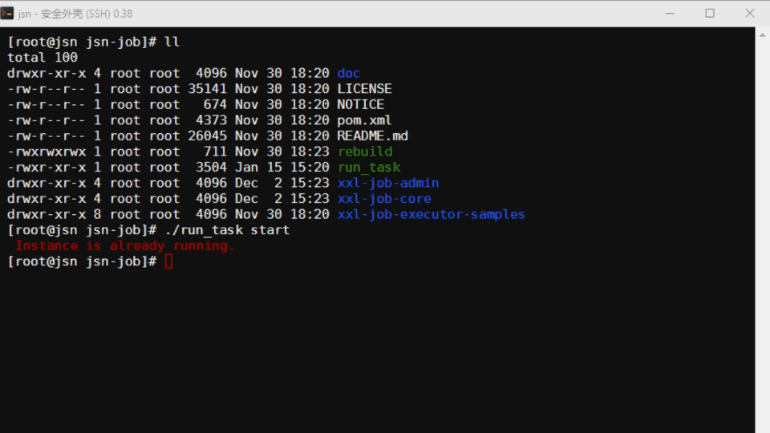 jsn - 安全外壳 (SSH) 0.38
[root@jsn jsn-job]# ll
total 100
drwxr-xr-x 4 root root  4096 Nov 30 18:20 doc
-rw-r--r-- 1 root root 35141 Nov 30 18:20 LICENSE
-rw-r--r-- 1 root root   674 Nov 30 18:20 NOTICE
-rw-r--r-- 1 root root  4373 Nov 30 18:20 pom.xml
-rw-r--r-- 1 root root 26045 Nov 30 18:20 README.md
-rwxrwxrwx 1 root root   711 Nov 30 18:23 rebuild
-rwxr-xr-x 1 root root  3504 Jan 15 15:20 run_task
drwxr-xr-x 4 root root  4096 Dec  2 15:23 xxl-job-admin
drwxr-xr-x 4 root root  4096 Dec  2 15:23 xxl-job-core
drwxr-xr-x 8 root root  4096 Nov 30 18:20 xxl-job-executor-samples
[root@jsn jsn-job]# ./run_task start
 Instance is already running.
[root@jsn jsn-job]#